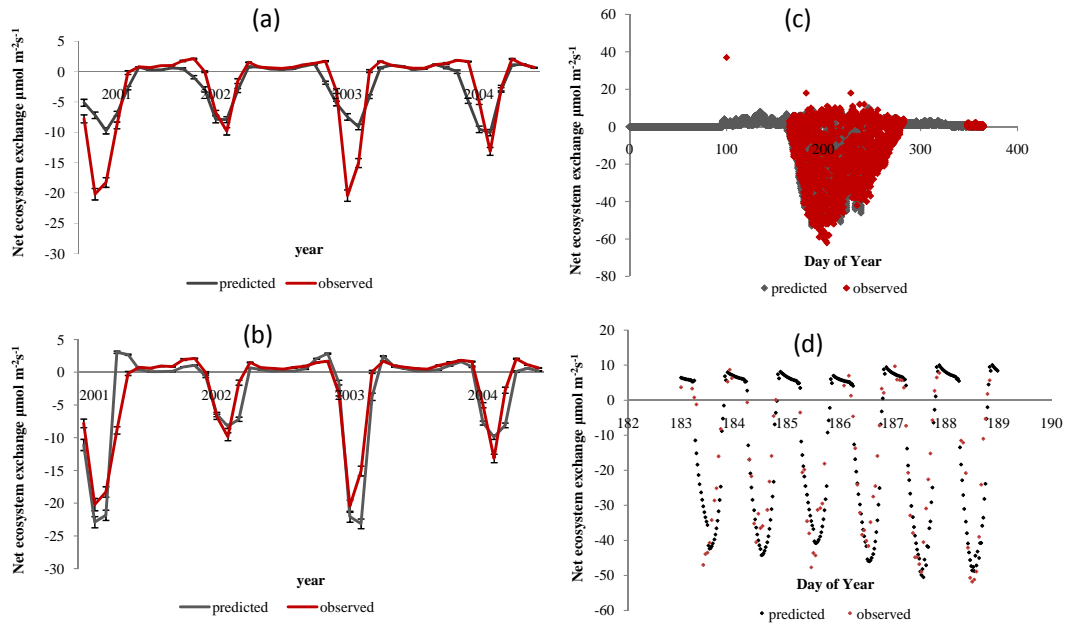 (a)
Net ecosystem exchange µmol m-2s-1
5
0
-5
-10
-15
-20
-25
-30
2001
2002
2003
2004
year
predicted observed
(c)
Net ecosystem exchange µmol m-2s-1
60
40
20
0
-20
-40
-60
-80
0 100 200 300 400
Day of Year
predicted observed
(b)
Net ecosystem exchange µmol m-2s-1
5
0
-5
-10
-15
-20
-25
-30
2001
2002
2003
2004
year
predicted observed
(d)
Net ecosystem exchange µmol m-2s-1
20
10
0
-10
-20
-30
-40
-50
-60
182 183 184 185 186 187 188 189 190
Day of Year
predicted observed